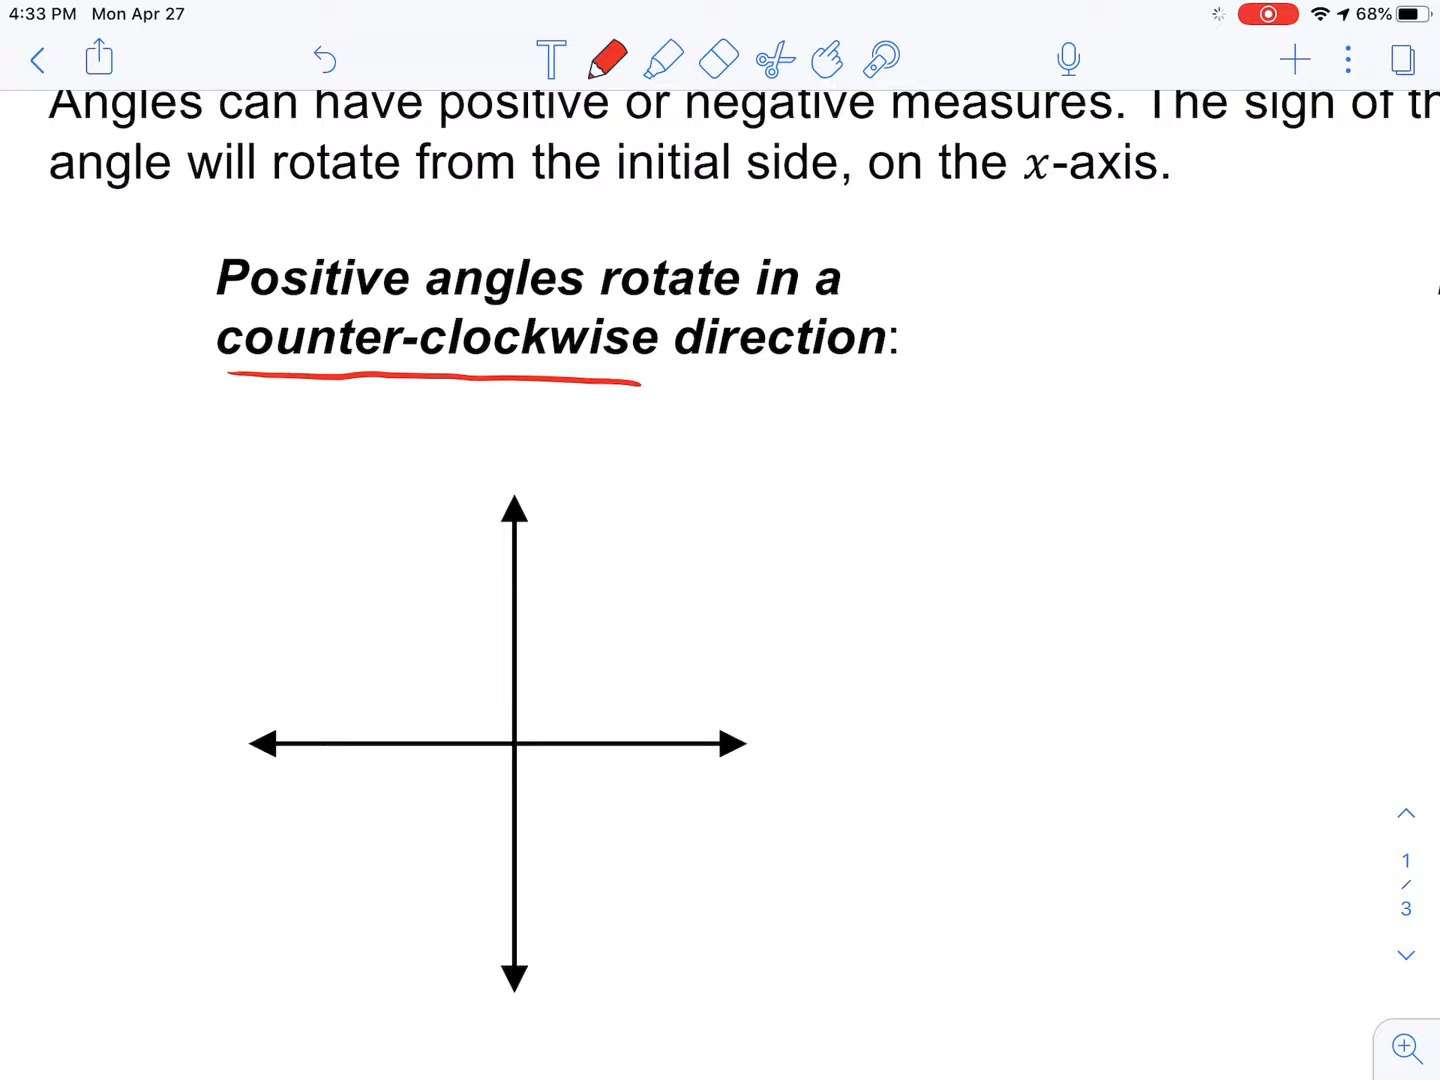 4:33 PM Mon Apr 27
68%
T
Angles can have positive or negative measures. The sign of
angle will rotate from the initial side, on the x-axis.
Positive angles rotate in a
counter-clockwise direction:
1
/
3